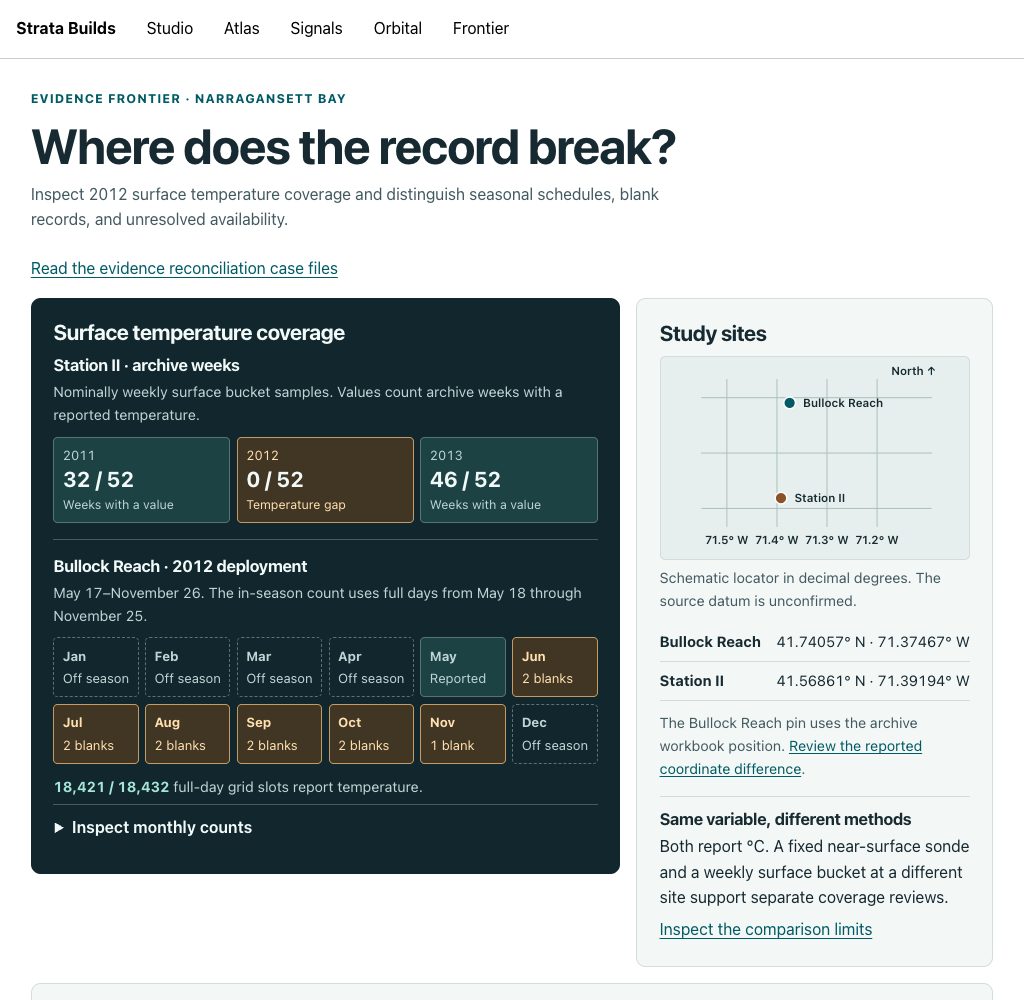 Strata Builds Studio Atlas Signals Orbital Frontier
EVIDENCE FRONTIER · NARRAGANSETT BAY
Where does the record break?
Inspect 2012 surface temperature coverage and distinguish seasonal schedules, blank
records, and unresolved availability.
Read the evidence reconciliation case files
Surface temperature coverage
Station II · archive weeks
Nominally weekly surface bucket samples. Values count archive weeks with a
reported temperature.
2011
32 / 52
Weeks with a value
2012
0 / 52
Temperature gap
2013
46 / 52
Weeks with a value
Bullock Reach · 2012 deployment
May 17–November 26. The in-season count uses full days from May 18 through
November 25.
Jan
Off season
Feb
Off season
Mar
Off season
Apr
Off season
May
Reported
Jun
2 blanks
Jul
2 blanks
Aug
2 blanks
Sep
2 blanks
Oct
2 blanks
Nov
1 blank
Dec
Off season
18,421 / 18,432 full-day grid slots report temperature.
▶ Inspect monthly counts
Study sites
North ↑
Bullock Reach
Station II
71.5° W 71.4° W 71.3° W 71.2° W
Schematic locator in decimal degrees. The
source datum is unconfirmed.
Bullock Reach 41.74057° N · 71.37467° W
Station II 41.56861° N · 71.39194° W
The Bullock Reach pin uses the archive
workbook position. Review the reported
coordinate difference.
Same variable, different methods
Both report °C. A fixed near-surface sonde
and a weekly surface bucket at a different
site support separate coverage reviews.
Inspect the comparison limits